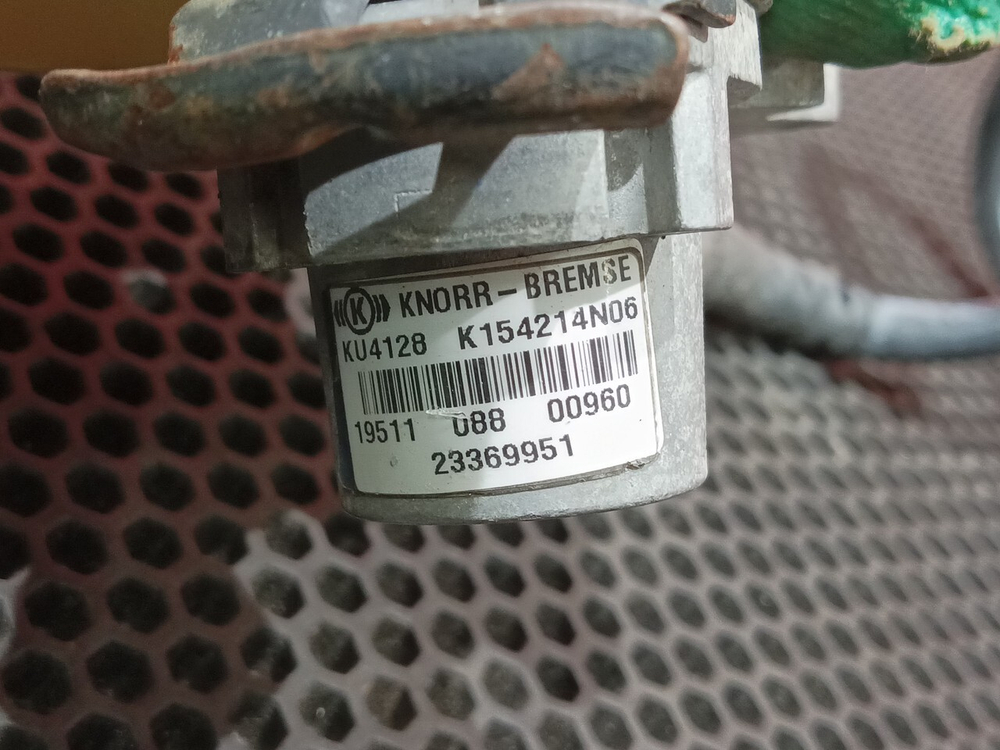 ((K)) KNORR-BREMSE
KU4128 K154214N06
19511 088 00960
23369951